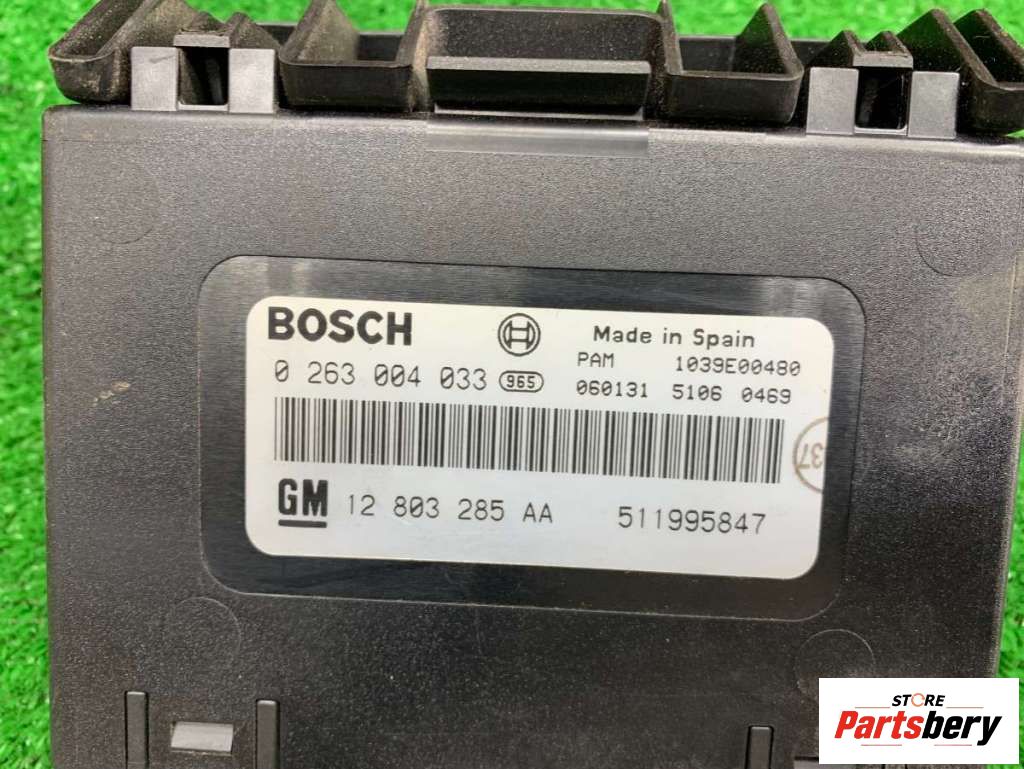 BOSCH
Made in Spain
PAM 1039E00480
0 263 004 033 965
060131 5106 0469
37
GM 12 803 285 AA 511995847
STORE
Partsbery